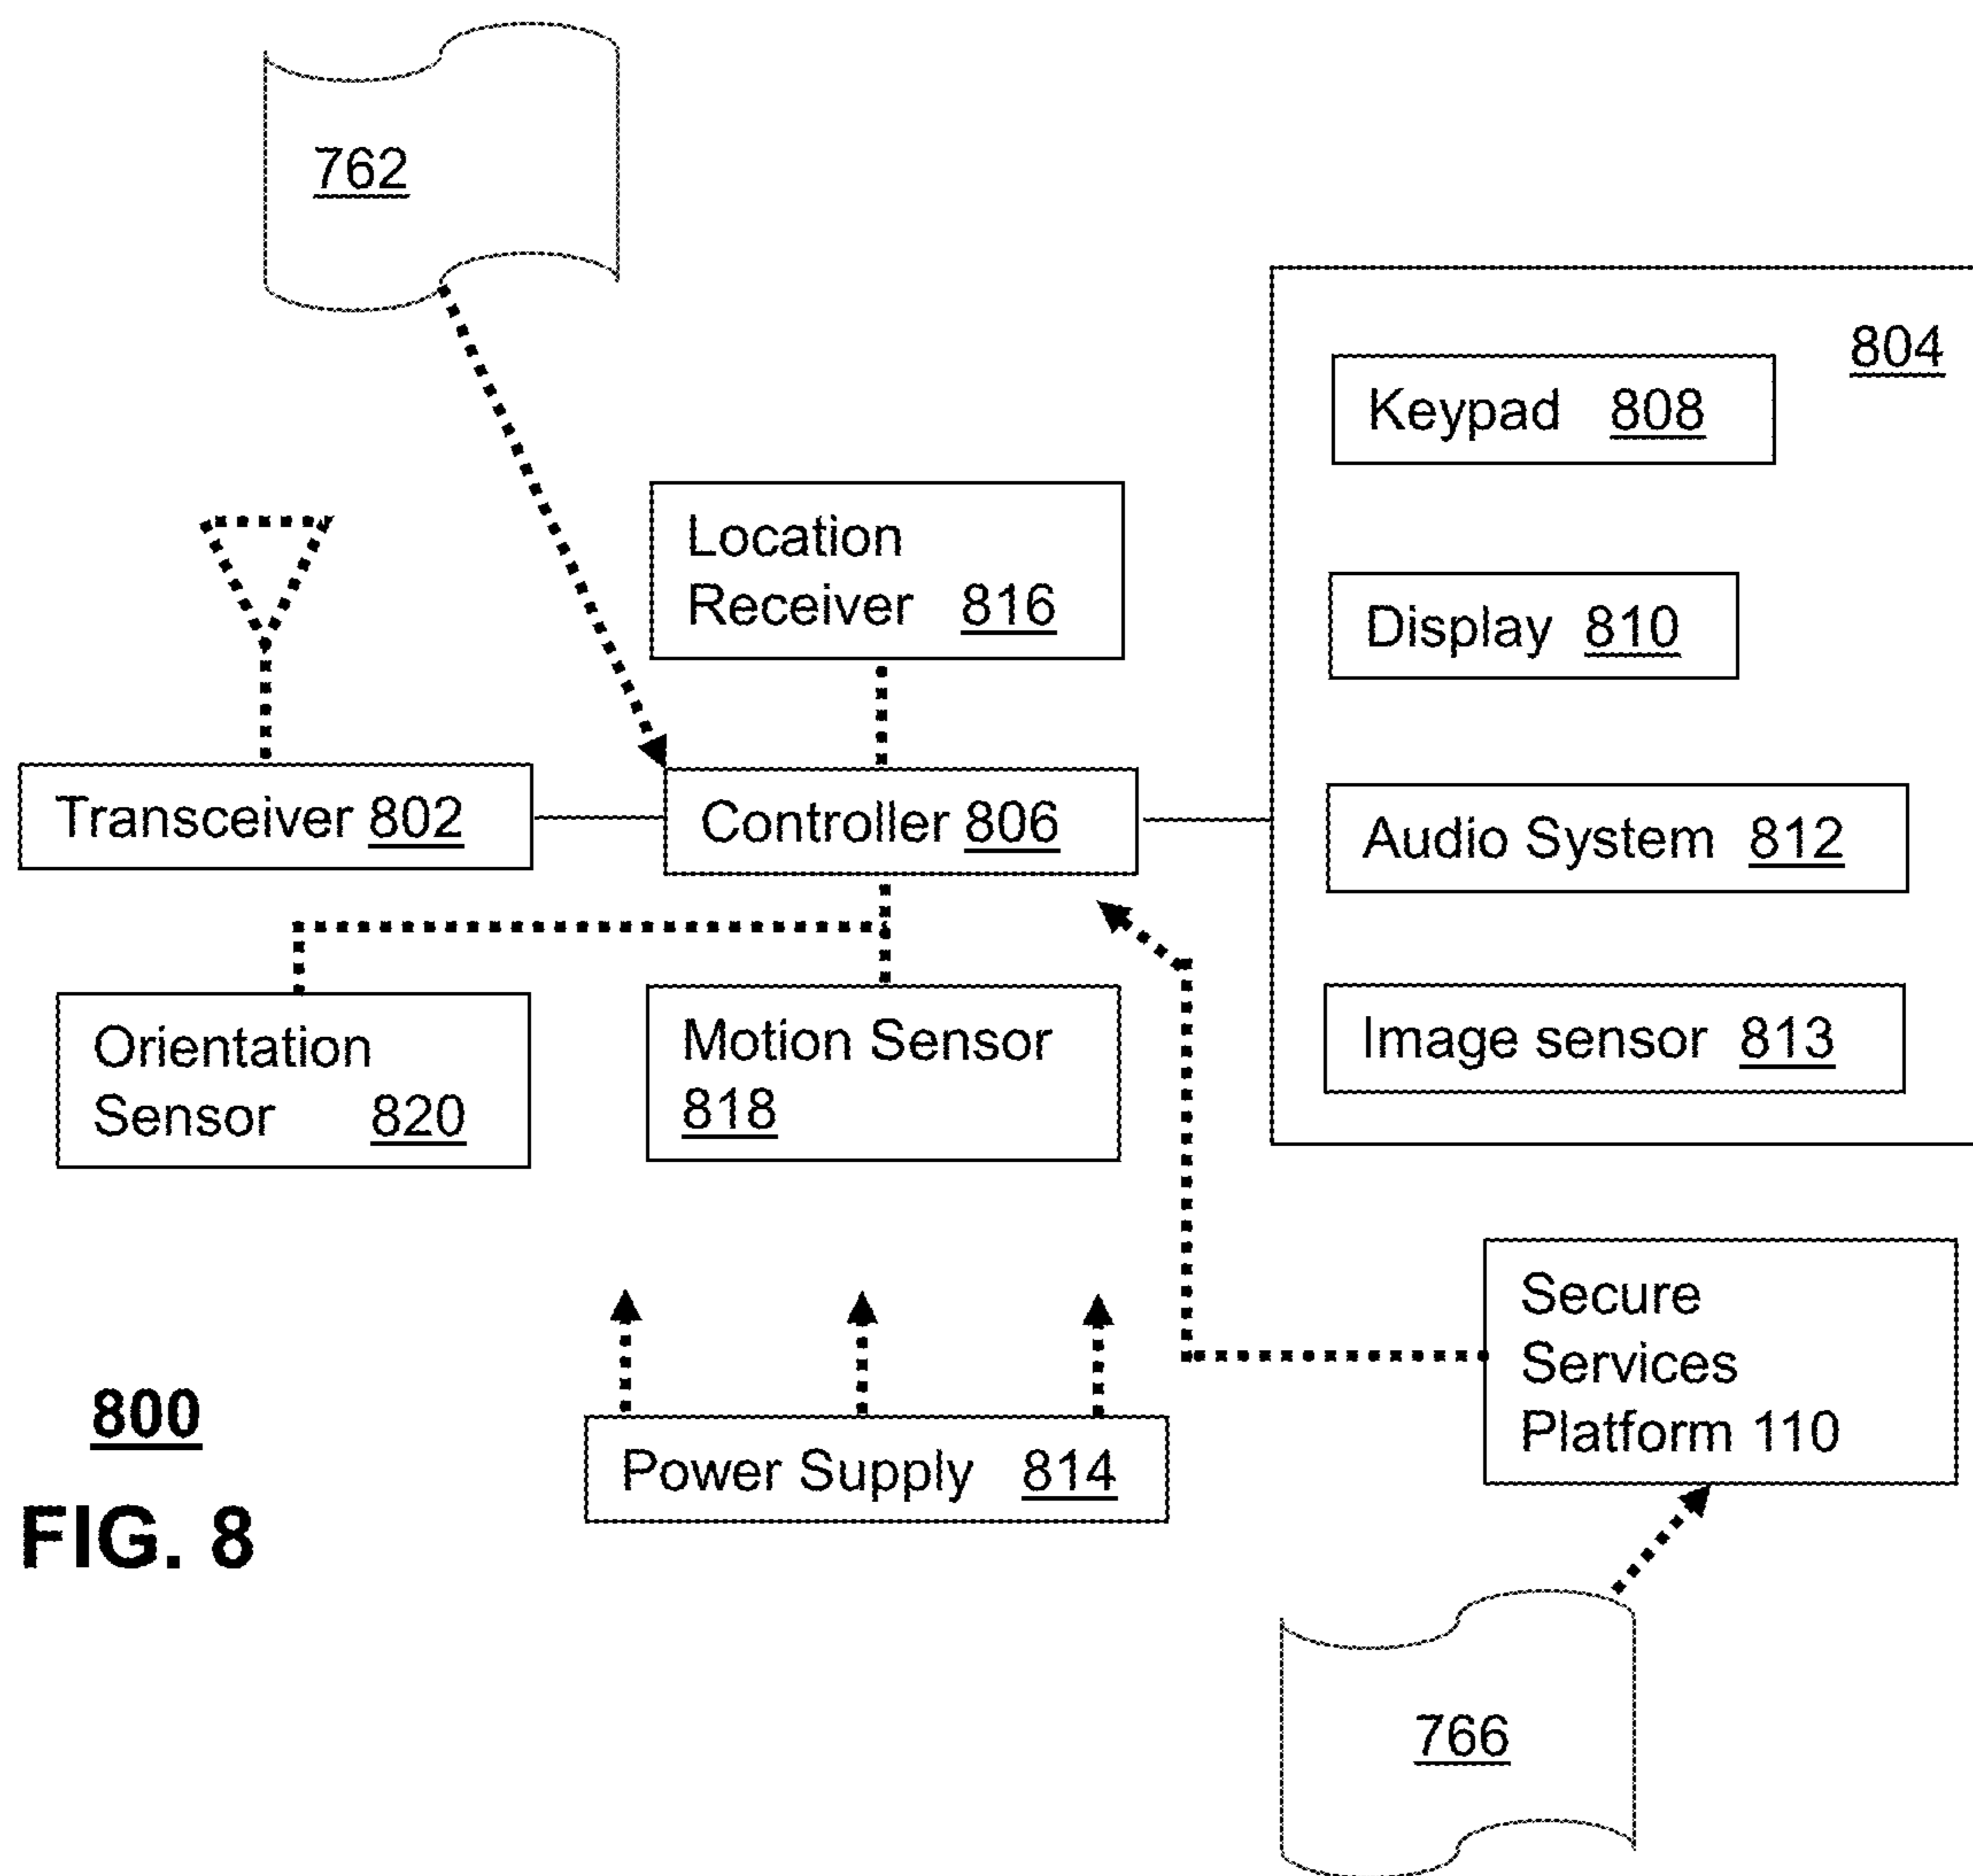 762
804
Keypad 808
Location
Receiver 816
Display 810
Transceiver 802
Controller 806
Audio System 812
Orientation
Sensor 820
Motion Sensor
818
Image sensor 813
Secure
Services
Platform 110
800
Power Supply 814
FIG. 8
766